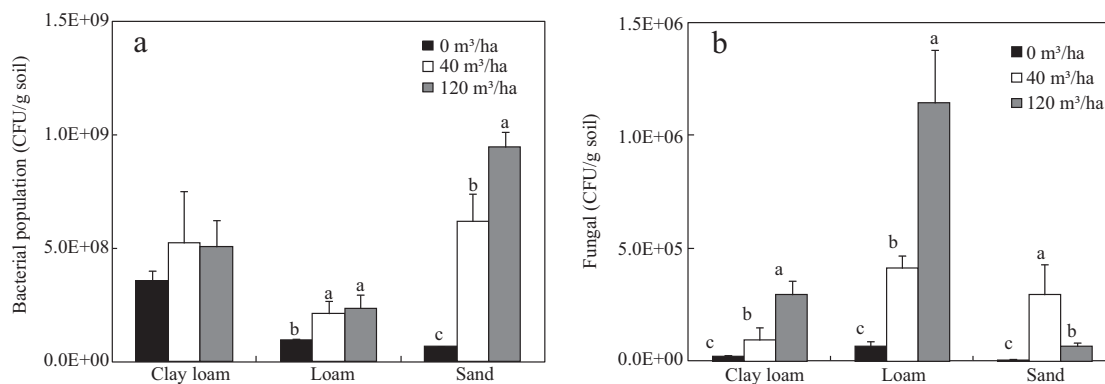 1.5E+09
a
0 m³/ha
40 m³/ha
120 m³/ha
1.0E+09
5.0E+08
0.0E+00
Bacterial population (CFU/g soil)
b
a
a
c
b
a
Clay loam
Loam
Sand
1.5E+06
b
0 m³/ha
40 m³/ha
120 m³/ha
1.0E+06
5.0E+05
0.0E+00
Fungal (CFU/g soil)
c
b
a
c
b
a
c
a
b
Clay loam
Loam
Sand